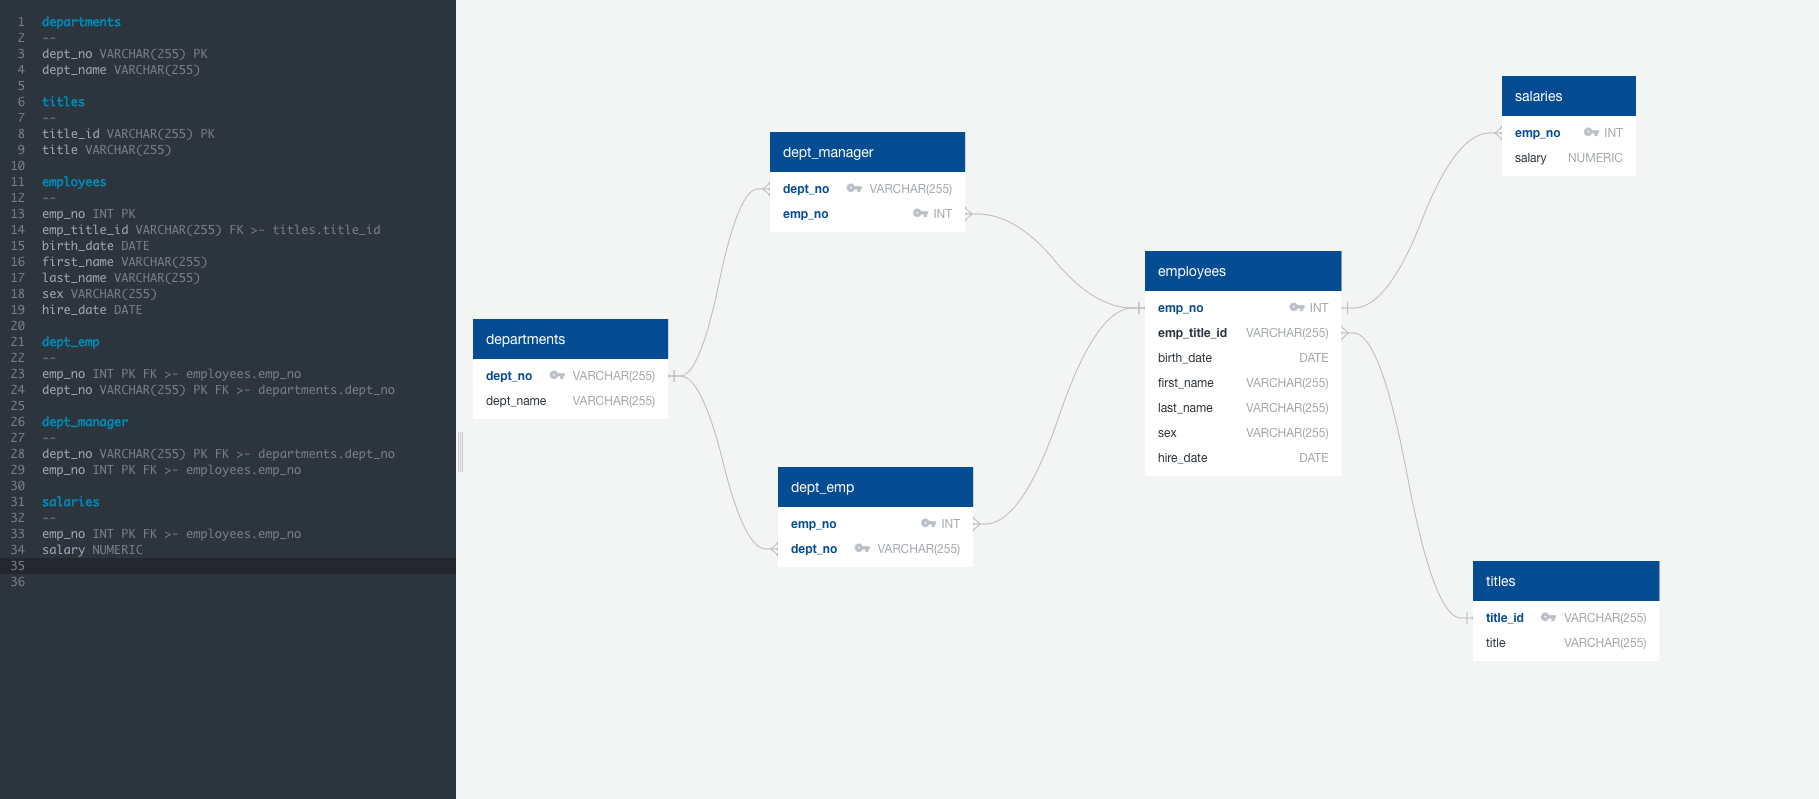 1 departments
2 --
3 dept_no VARCHAR(255) PK
4 dept_name VARCHAR(255)
5
6 titles
7 --
8 title_id VARCHAR(255) PK
9 title VARCHAR(255)
10
11 employees
12 --
13 emp_no INT PK
14 emp_title_id VARCHAR(255) FK >- titles.title_id
15 birth_date DATE
16 first_name VARCHAR(255)
17 last_name VARCHAR(255)
18 sex VARCHAR(255)
19 hire_date DATE
20
21 dept_emp
22 --
23 emp_no INT PK FK >- employees.emp_no
24 dept_no VARCHAR(255) PK FK >- departments.dept_no
25
26 dept_manager
27 --
28 dept_no VARCHAR(255) PK FK >- departments.dept_no
29 emp_no INT PK FK >- employees.emp_no
30
31 salaries
32 --
33 emp_no INT PK FK >- employees.emp_no
34 salary NUMERIC
35
36
departments
dept_no VARCHAR(255)
dept_name VARCHAR(255)
dept_manager
dept_no VARCHAR(255)
emp_no INT
dept_emp
emp_no INT
dept_no VARCHAR(255)
employees
emp_no INT
emp_title_id VARCHAR(255)
birth_date DATE
first_name VARCHAR(255)
last_name VARCHAR(255)
sex VARCHAR(255)
hire_date DATE
salaries
emp_no INT
salary NUMERIC
titles
title_id VARCHAR(255)
title VARCHAR(255)